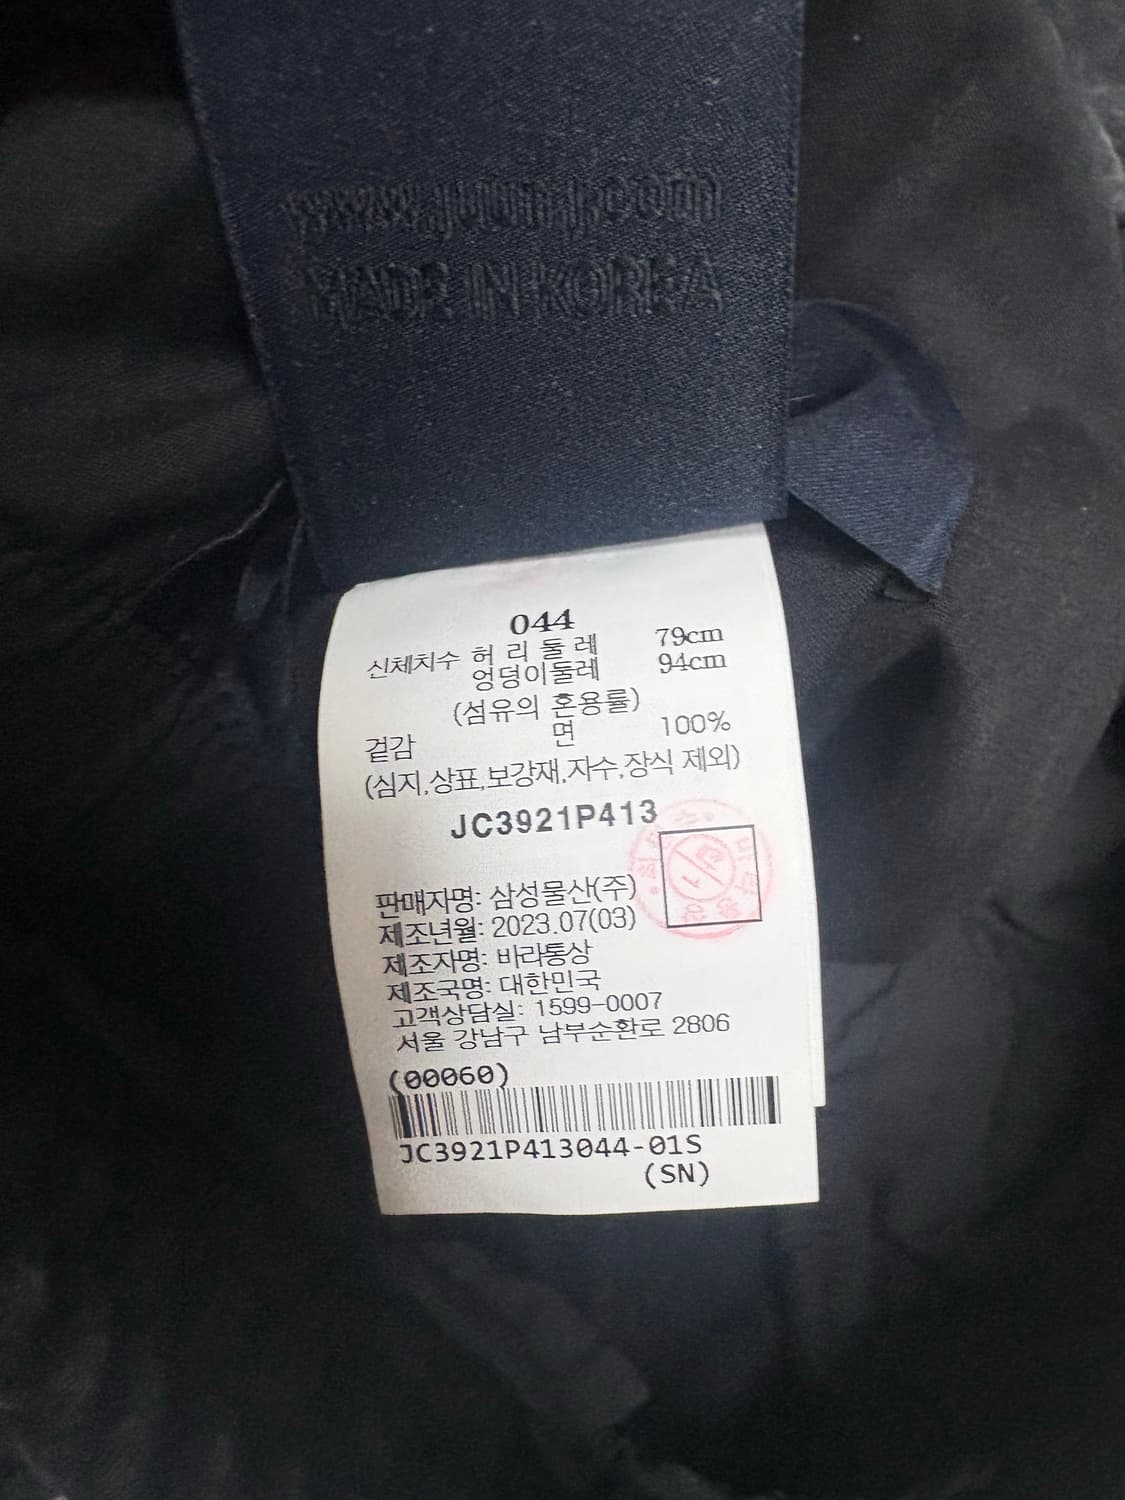 www.juunj.com
MADE IN KOREA
044
신체치수 허 리 둘 레 79cm
엉덩이둘레 94cm
(섬유의 혼용률)
겉감 면 100%
(심지,상표,보강재,자수,장식 제외)
JC3921P413
판매자명: 삼성물산(주)
제조년월: 2023.07(03)
제조자명: 바라통상
제조국명: 대한민국
고객상담실: 1599-0007
서울 강남구 남부순환로 2806
(00060)
JC3921P413044-01S
(SN)